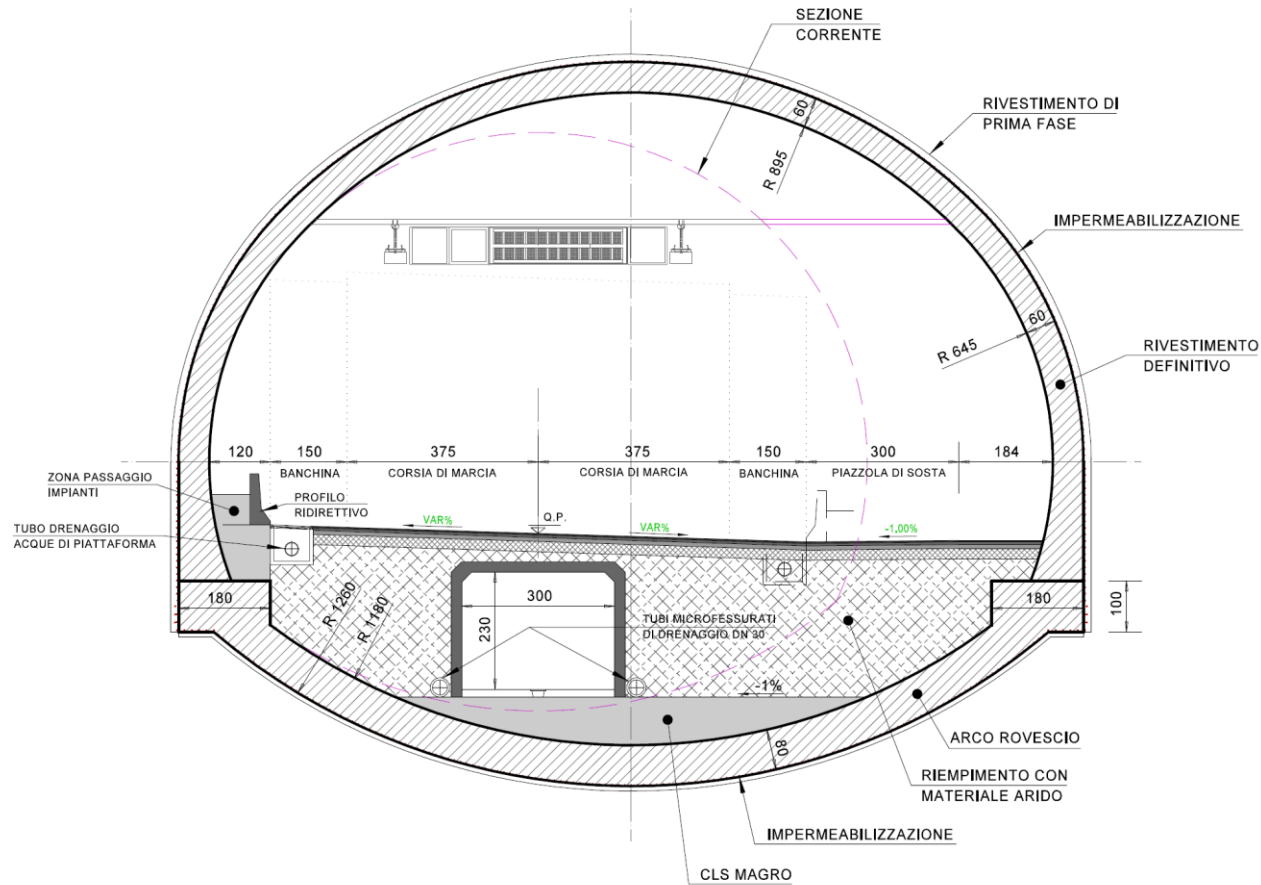 SEZIONE
CORRENTE
60
RIVESTIMENTO DI
PRIMA FASE
R 895
IMPERMEABILIZZAZIONE
60
R 645
RIVESTIMENTO
DEFINITIVO
120
150
375
375
150
300
184
BANCHINA
CORSIA DI MARCIA
CORSIA DI MARCIA
BANCHINA
PIAZZOLA DI SOSTA
ZONA PASSAGGIO
IMPIANTI
PROFILO
RIDIRETTIVO
TUBO DRENAGGIO
ACQUE DI PIATTAFORMA
VAR%
Q.P.
VAR%
-1.00%
180
R 1260
R 1180
300
230
TUBI MICROFESSURATI
DI DRENAGGIO DN 30
180
100
-1%
80
ARCO ROVESCIO
RIEMPIMENTO CON
MATERIALE ARIDO
IMPERMEABILIZZAZIONE
CLS MAGRO